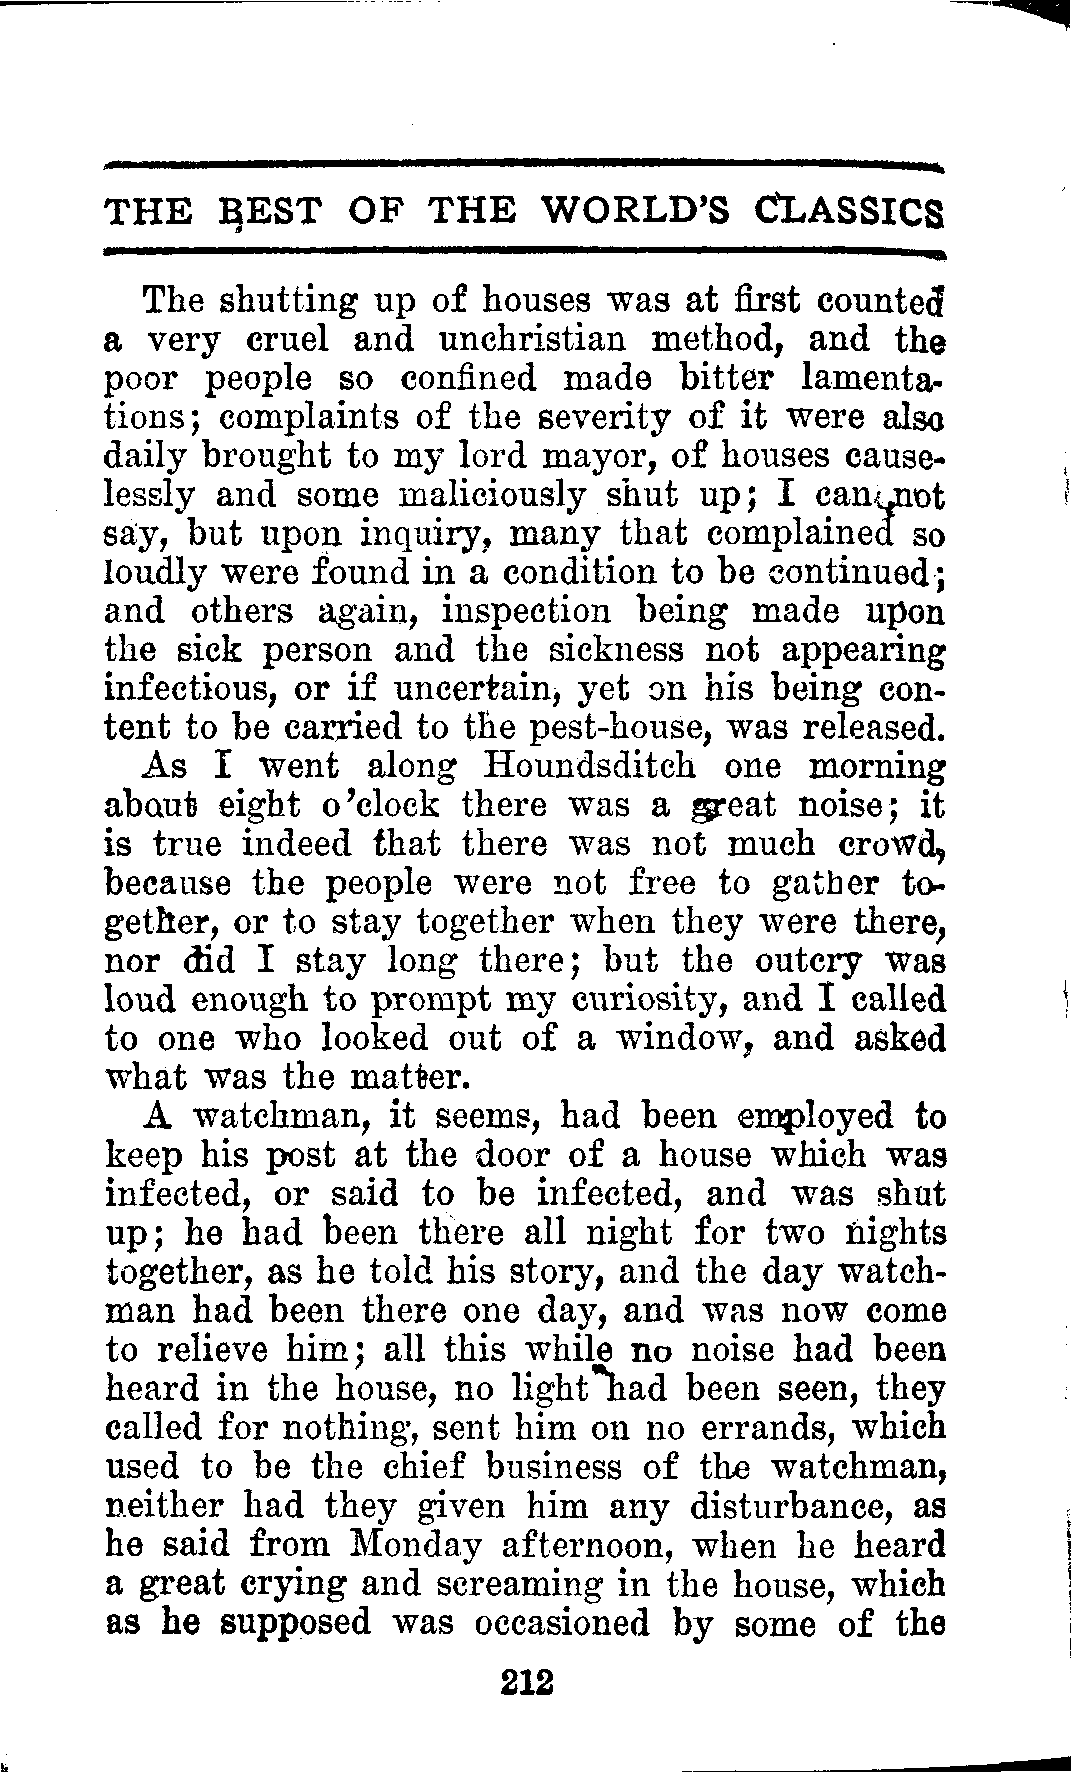 THE BEST OF THE WORLD'S CLASSICS
The shutting up of houses was at first counted
a very cruel and unchristian method, and the
poor people so confined made bitter lamenta-
tions; complaints of the severity of it were also
daily brought to my lord mayor, of houses cause-
lessly and some maliciously shut up; I can not
say, but upon inquiry, many that complained so
loudly were found in a condition to be continued;
and others again, inspection being made upon
the sick person and the sickness not appearing
infectious, or if uncertain, yet on his being con-
tent to be carried to the pest-house, was released.
As I went along Houndsditch one morning
about eight o'clock there was a great noise; it
is true indeed that there was not much crowd,
because the people were not free to gather to-
gether, or to stay together when they were there,
nor did I stay long there; but the outcry was
loud enough to prompt my curiosity, and I called
to one who looked out of a window, and asked
what was the matter.
A watchman, it seems, had been employed to
keep his post at the door of a house which was
infected, or said to be infected, and was shut
up; he had been there all night for two nights
together, as he told his story, and the day watch-
man had been there one day, and was now come
to relieve him; all this while no noise had been
heard in the house, no light had been seen, they
called for nothing, sent him on no errands, which
used to be the chief business of the watchman,
neither had they given him any disturbance, as
he said from Monday afternoon, when he heard
a great crying and screaming in the house, which
as he supposed was occasioned by some of the
212